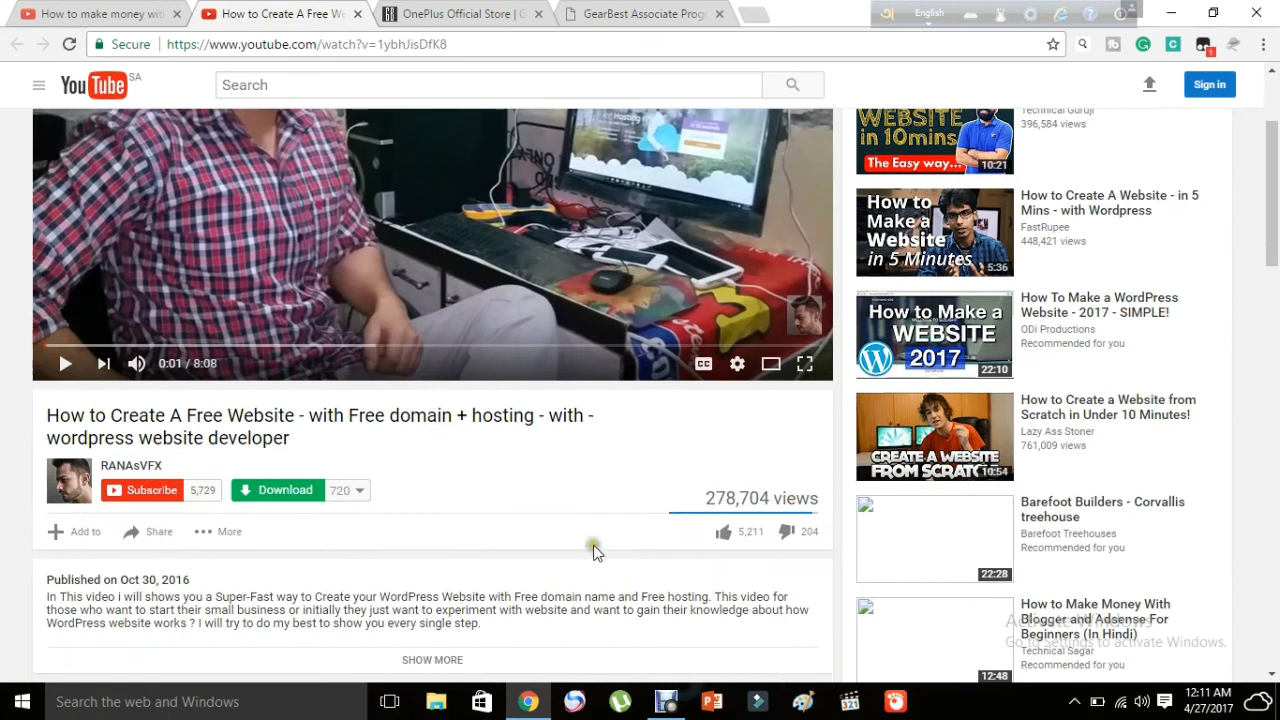 How to make money wit
How to Create A Free We
OnePlus Official Store | G
GearBest Associate Prog
English
Secure
https://www.youtube.com/watch?v=1ybhJisDfK8
1
YouTube SA
Search
Sign in
WEBSITE
in 10mins
The Easy way...
10:21
Technical Guruji
396,584 views
How to
Make a
Website
in 5 Minutes
5:36
How to Create A Website - in 5
Mins - with Wordpress
FastRupee
448,421 views
How to Make a
WEBSITE
2017
22:10
How To Make a WordPress
Website - 2017 - SIMPLE!
ODi Productions
Recommended for you
0:01 / 8:08
CC
How to Create A Free Website - with Free domain + hosting - with -
wordpress website developer
RANAsVFX
Subscribe 5,729
Download 720
278,704 views
Add to
Share
More
5,211
204
CREATE A WEBSITE
FROM SCRATCH
10:54
How to Create a Website from
Scratch in Under 10 Minutes!
Lazy Ass Stoner
761,009 views
22:28
Barefoot Builders - Corvallis
treehouse
Barefoot Treehouses
Recommended for you
Published on Oct 30, 2016
In This video i will shows you a Super-Fast way to Create your WordPress Website with Free domain name and Free hosting. This video for
those who want to start their small business or initially they just want to experiment with website and want to gain their knowledge about how
WordPress website works ? I will try to do my best to show you every single step.
SHOW MORE
12:48
How to Make Money With
Blogger and Adsense For
Beginners (In Hindi)
Technical Sagar
Recommended for you
Activate Windows
Go to Settings to activate Windows.
Search the web and Windows
321
12:11 AM
4/27/2017